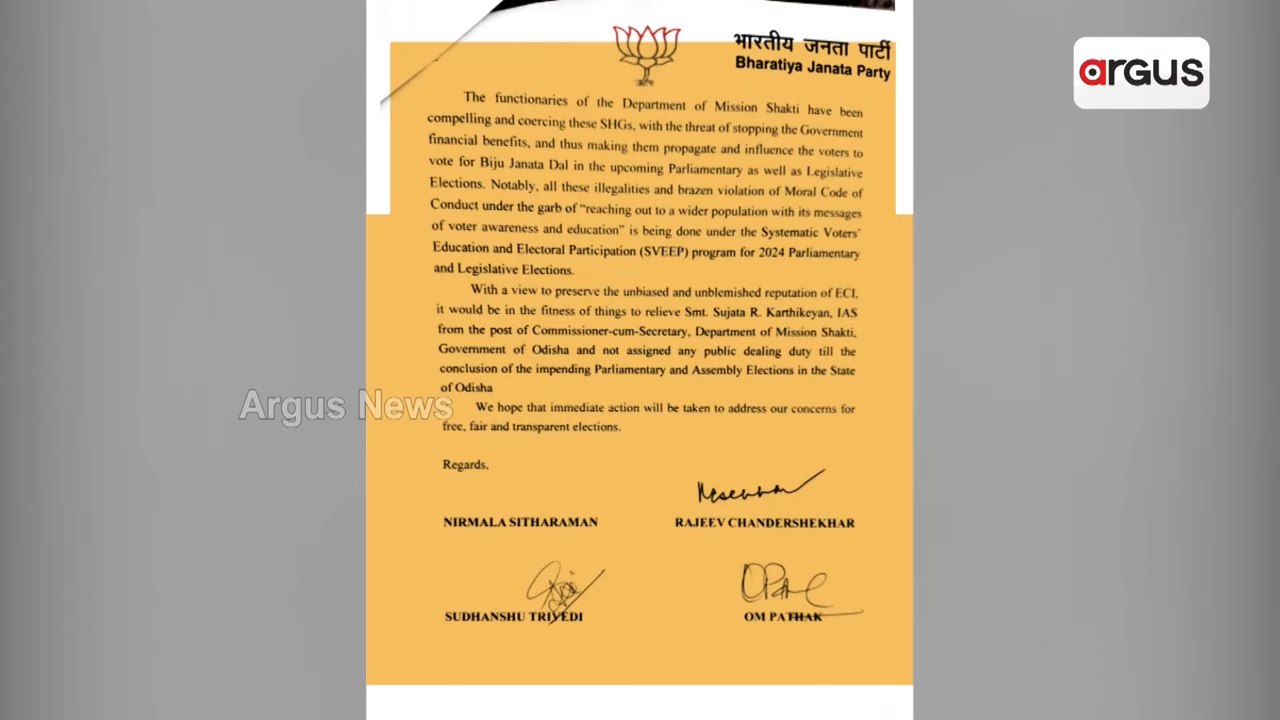 भारतीय जनता पार्टी
Bharatiya Janata Party
argus
The functionaries of the Department of Mission Shakti have been
compelling and coercing these SHGs, with the threat of stopping the Government
financial benefits, and thus making them propagate and influence the voters to
vote for Biju Janata Dal in the upcoming Parliamentary as well as Legislative
Elections. Notably, all these illegalities and brazen violation of Moral Code of
Conduct under the garb of “reaching out to a wider population with its messages
of voter awareness and education” is being done under the Systematic Voters’
Education and Electoral Participation (SVEEP) program for 2024 Parliamentary
and Legislative Elections.
With a view to preserve the unbiased and unblemished reputation of ECI,
it would be in the fitness of things to relieve Smt. Sujata R. Karthikeyan, IAS
from the post of Commissioner-cum-Secretary, Department of Mission Shakti,
Government of Odisha and not assigned any public dealing duty till the
conclusion of the impending Parliamentary and Assembly Elections in the State
of Odisha
Argus News
We hope that immediate action will be taken to address our concerns for
free, fair and transparent elections.
Regards,
NIRMALA SITHARAMAN
RAJEEV CHANDERSHEKHAR
SUDHANSHU TRIVEDI
OM PATHAK